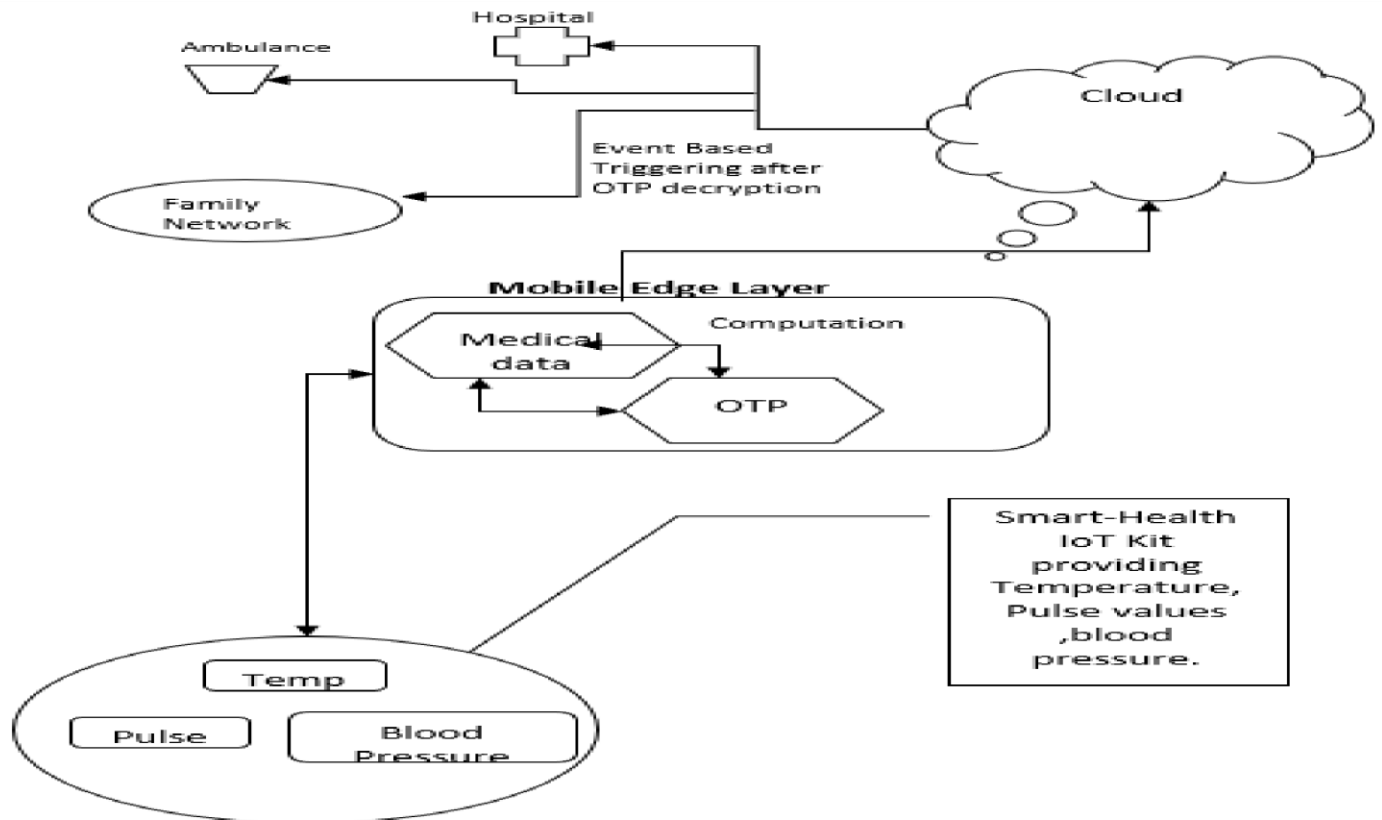 Hospital
Ambulance
Cloud
Event Based
Triggering after
OTP decryption
Family
Network
Mobile Edge Layer
Computation
Medical
data
OTP
Smart-Health
IoT Kit
providing
Temperature,
Pulse values
,blood
pressure.
Temp
Pulse
Blood
Pressure